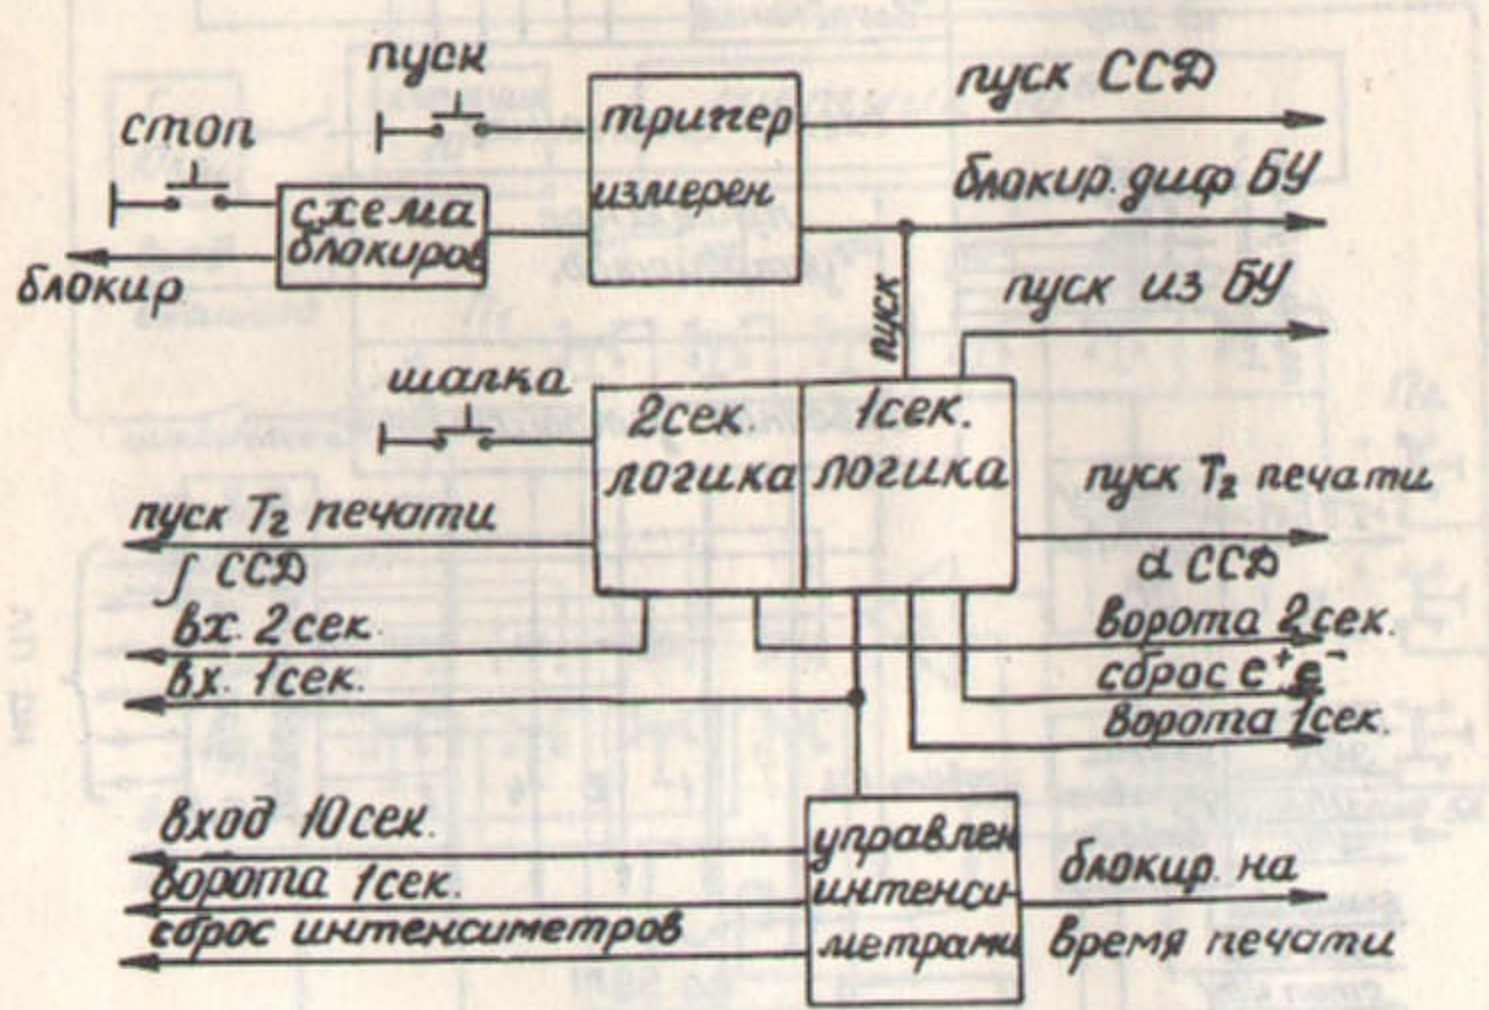 пуск
пуск ССД
стоп
триггер
измерен
блокир. диф БУ
схема
блокиров
блокир
пуск
пуск из БУ
шапка
2сек.
логика
1сек.
логика
пуск T₂ печати
∫ ССД
пуск T₂ печати
d ССД
вх. 2сек.
вх. 1сек.
ворота 2сек.
сброс e⁺e⁻
ворота 1сек.
вход 10сек.
ворота 1сек.
сброс интенсиметров
управлен
интенси-
метрами
блокир. на
время печати